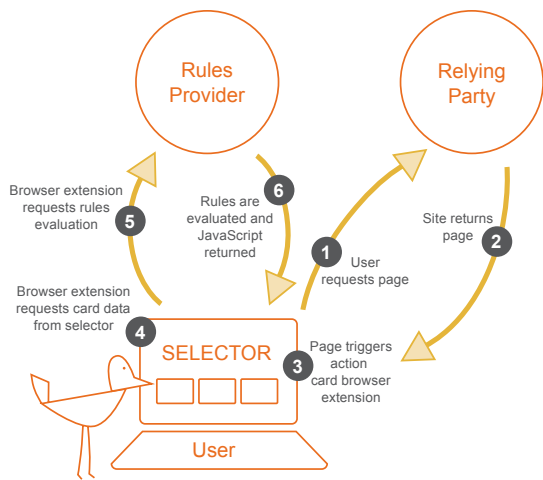 Rules
Provider
Relying
Party
Browser extension
requests rules
evaluation
5
6
Rules are
evaluated and
JavaScript
returned
1
User
requests page
Site returns
page
2
Browser extension
requests card data
from selector
4
SELECTOR
3
Page triggers
action
card browser
extension
User